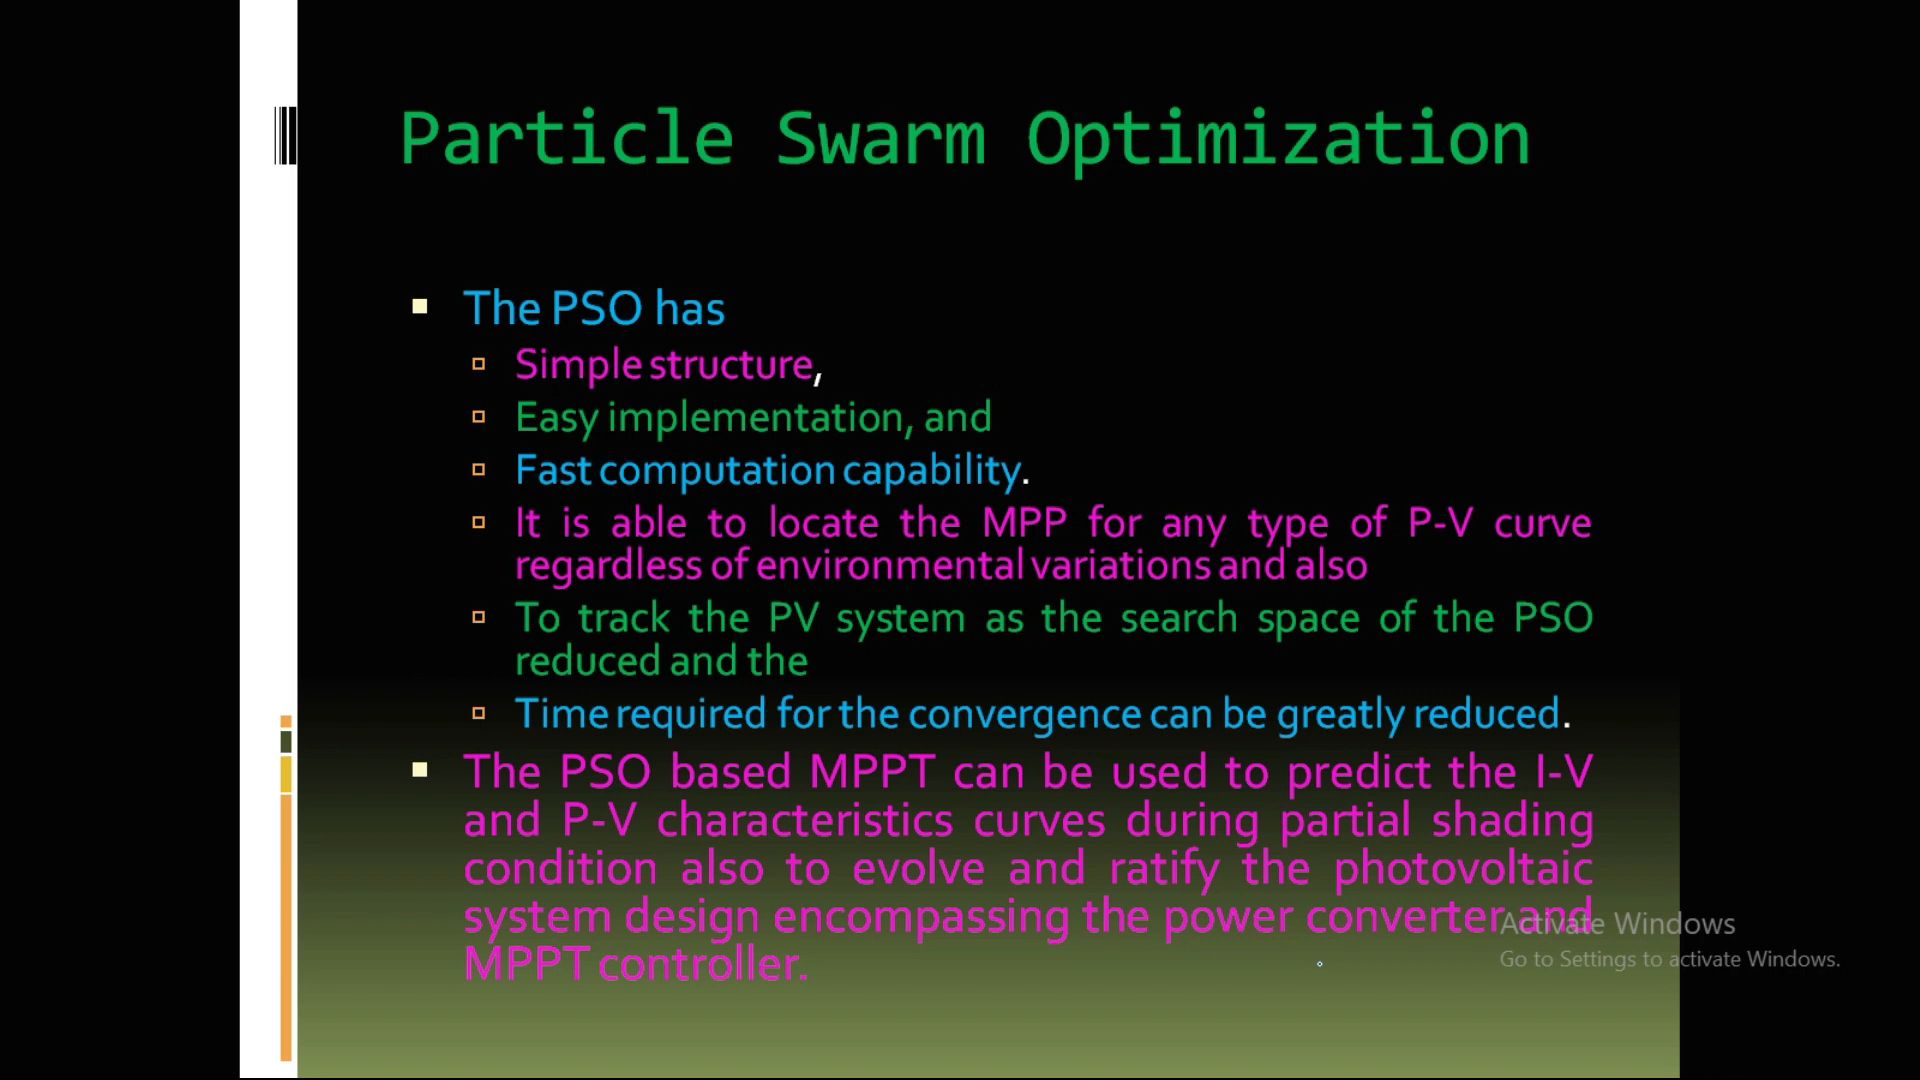 Particle Swarm Optimization
The PSO has
Simple structure,
Easy implementation, and
Fast computation capability.
It is able to locate the MPP for any type of P-V curve
regardless of environmental variations and also
To track the PV system as the search space of the PSO
reduced and the
Time required for the convergence can be greatly reduced.
The PSO based MPPT can be used to predict the I-V
and P-V characteristics curves during partial shading
condition also to evolve and ratify the photovoltaic
system design encompassing the power converter and
MPPT controller.
Activate Windows
Go to Settings to activate Windows.